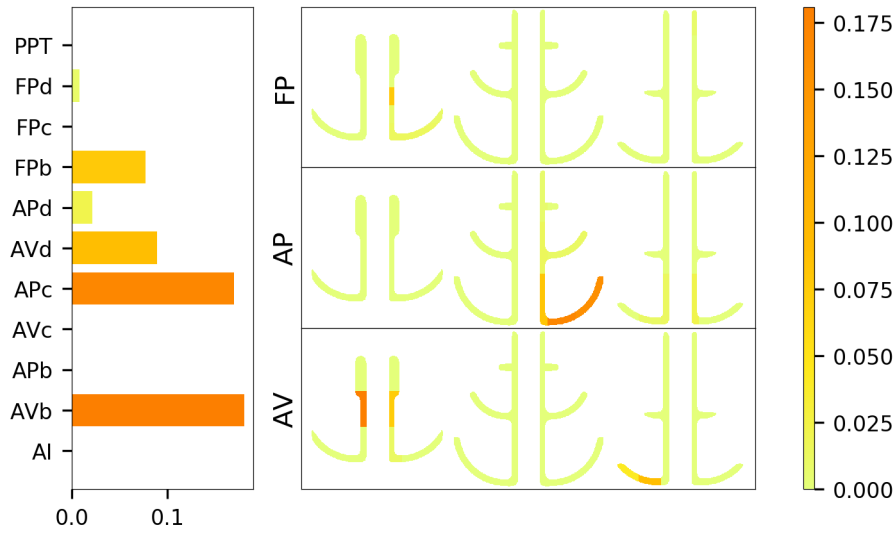 PPT
FPd
FPc
FPb
APd
AVd
APc
AVc
APb
AVb
AI
0.0 0.1
FP
AP
AV
0.175
0.150
0.125
0.100
0.075
0.050
0.025
0.000